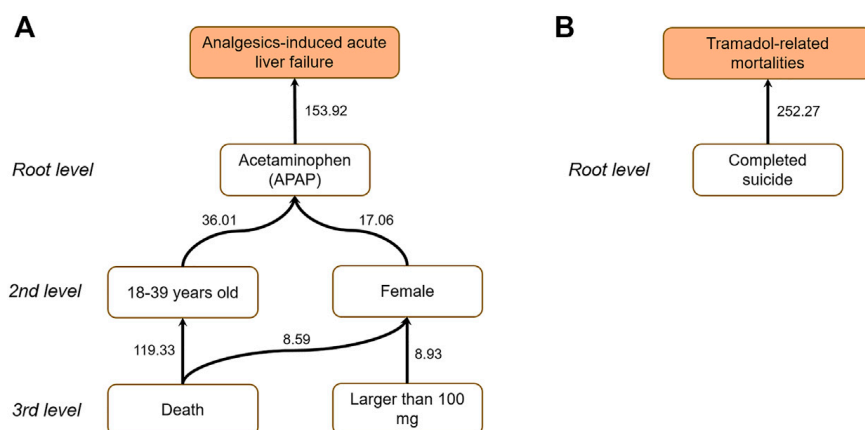 A
B
Analgesics-induced acute
liver failure
Tramadol-related
mortalities
153.92
252.27
Root level
Acetaminophen
(APAP)
Root level
Completed
suicide
36.01
17.06
2nd level
18-39 years old
Female
119.33
8.59
8.93
3rd level
Death
Larger than 100
mg